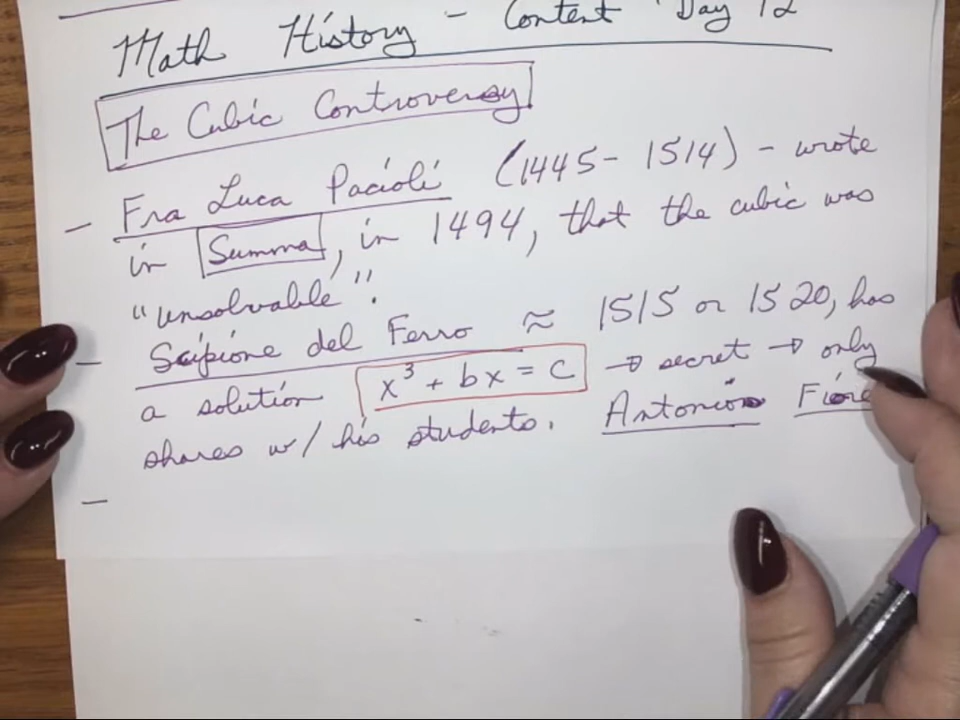 Math History - Content Day 12
The Cubic Controversy
- Fra Luca Pacioli (1445- 1514) - wrote
in Summa, in 1494, that the cubic was
"unsolvable".
- Scipione del Ferro ≈ 1515 or 1520, has
a solution x³ + bx = c → secret → only
shares w/ his students. Antonio Fiore
-